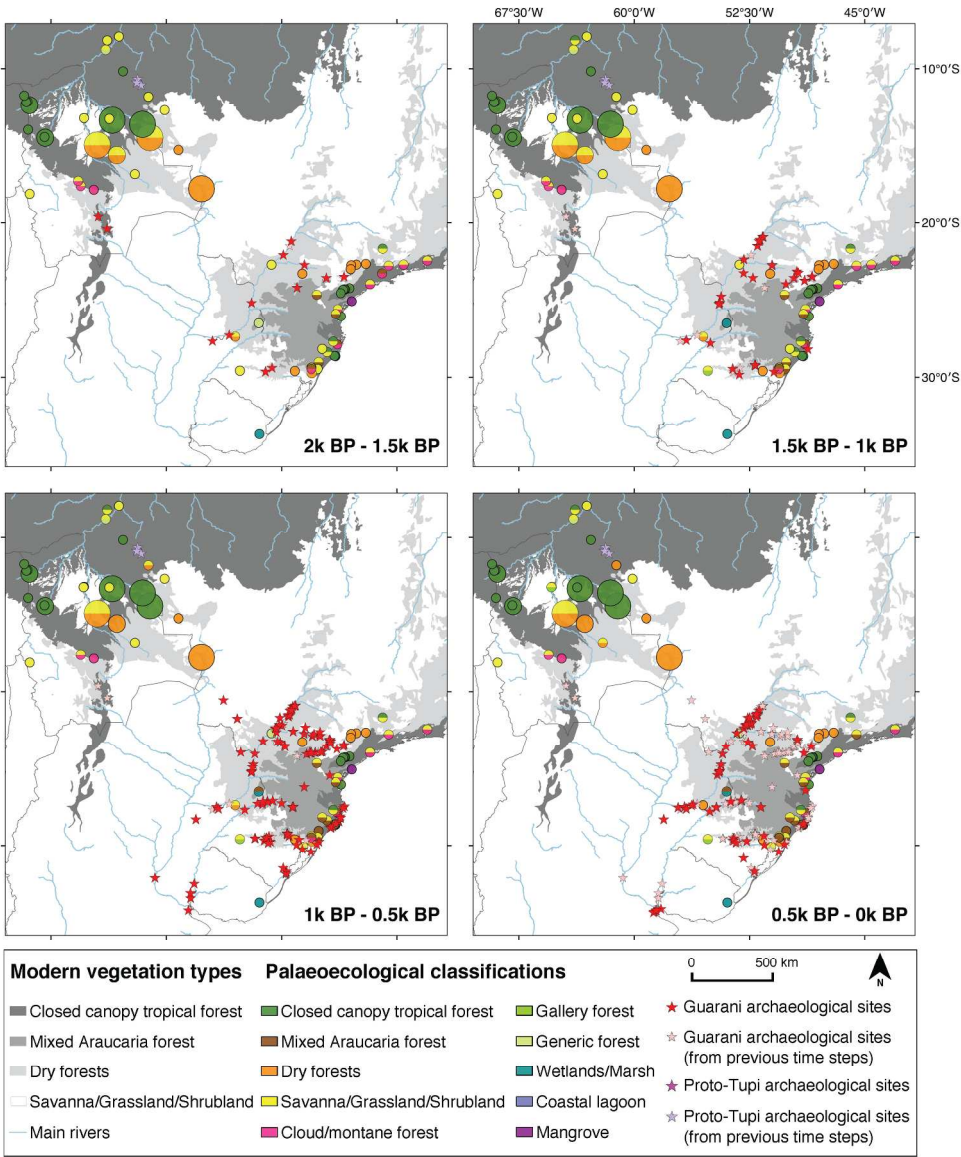 67°30'W 60°0'W 52°30'W 45°0'W
10°0'S
20°0'S
30°0'S
2k BP - 1.5k BP
1.5k BP - 1k BP
1k BP - 0.5k BP
0.5k BP - 0k BP
Modern vegetation types
Closed canopy tropical forest
Mixed Araucaria forest
Dry forests
Savanna/Grassland/Shrubland
Main rivers
Palaeoecological classifications
Closed canopy tropical forest
Mixed Araucaria forest
Dry forests
Savanna/Grassland/Shrubland
Cloud/montane forest
Gallery forest
Generic forest
Wetlands/Marsh
Coastal lagoon
Mangrove
0 500 km
N
Guarani archaeological sites
Guarani archaeological sites
(from previous time steps)
Proto-Tupi archaeological sites
Proto-Tupi archaeological sites
(from previous time steps)